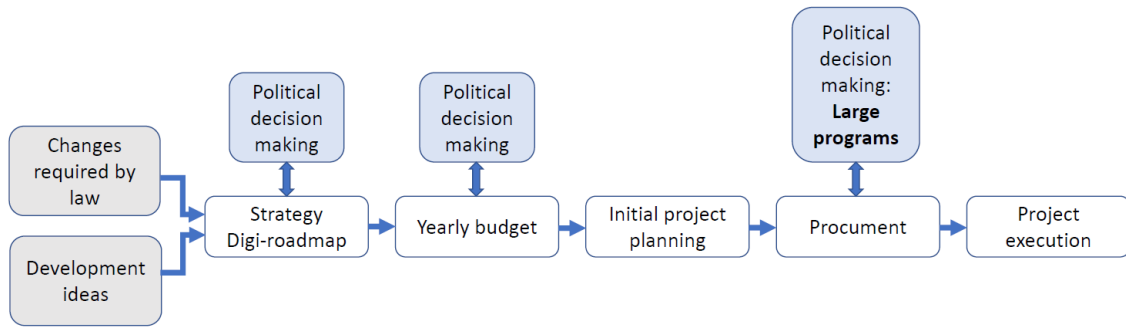 Changes
required by
law
Development
ideas
Political
decision
making
Strategy
Digi-roadmap
Political
decision
making
Yearly budget
Initial project
planning
Political
decision
making:
Large
programs
Procument
Project
execution